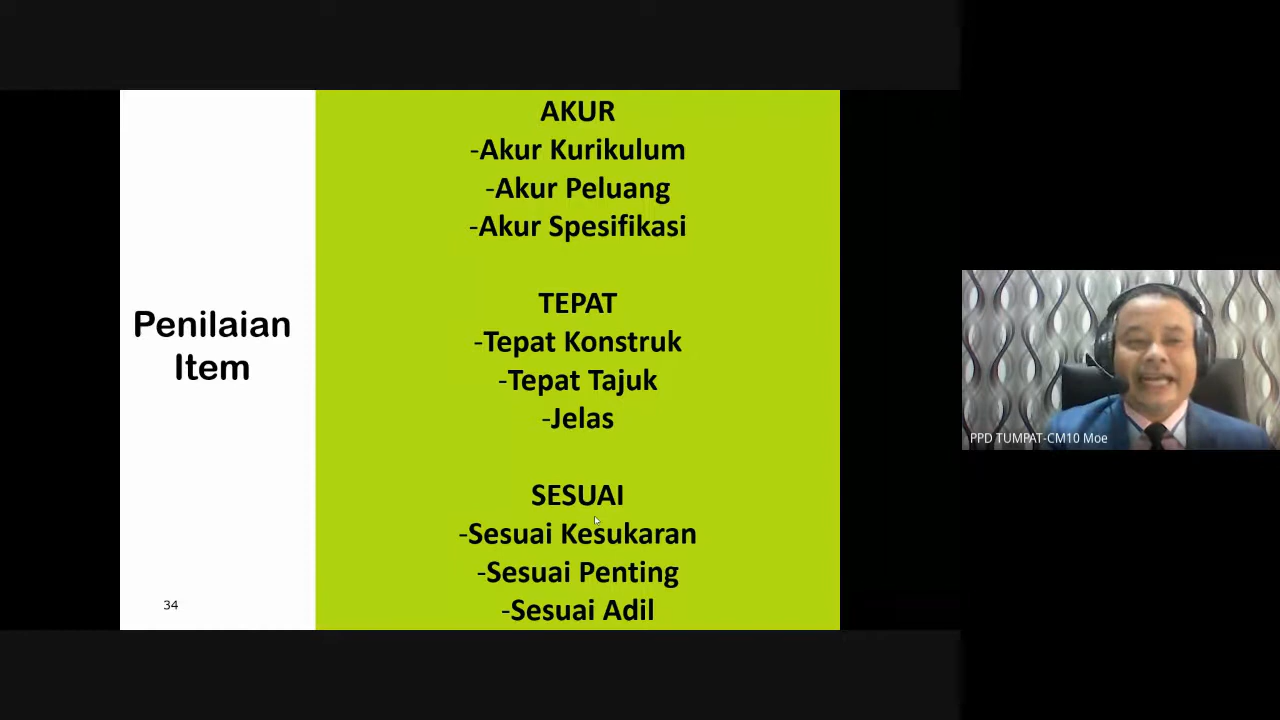 Penilaian
Item
34
AKUR
-Akur Kurikulum
-Akur Peluang
-Akur Spesifikasi
TEPAT
-Tepat Konstruk
-Tepat Tajuk
-Jelas
SESUAI
-Sesuai Kesukaran
-Sesuai Penting
-Sesuai Adil
PPD TUMPAT-CM10 Moe